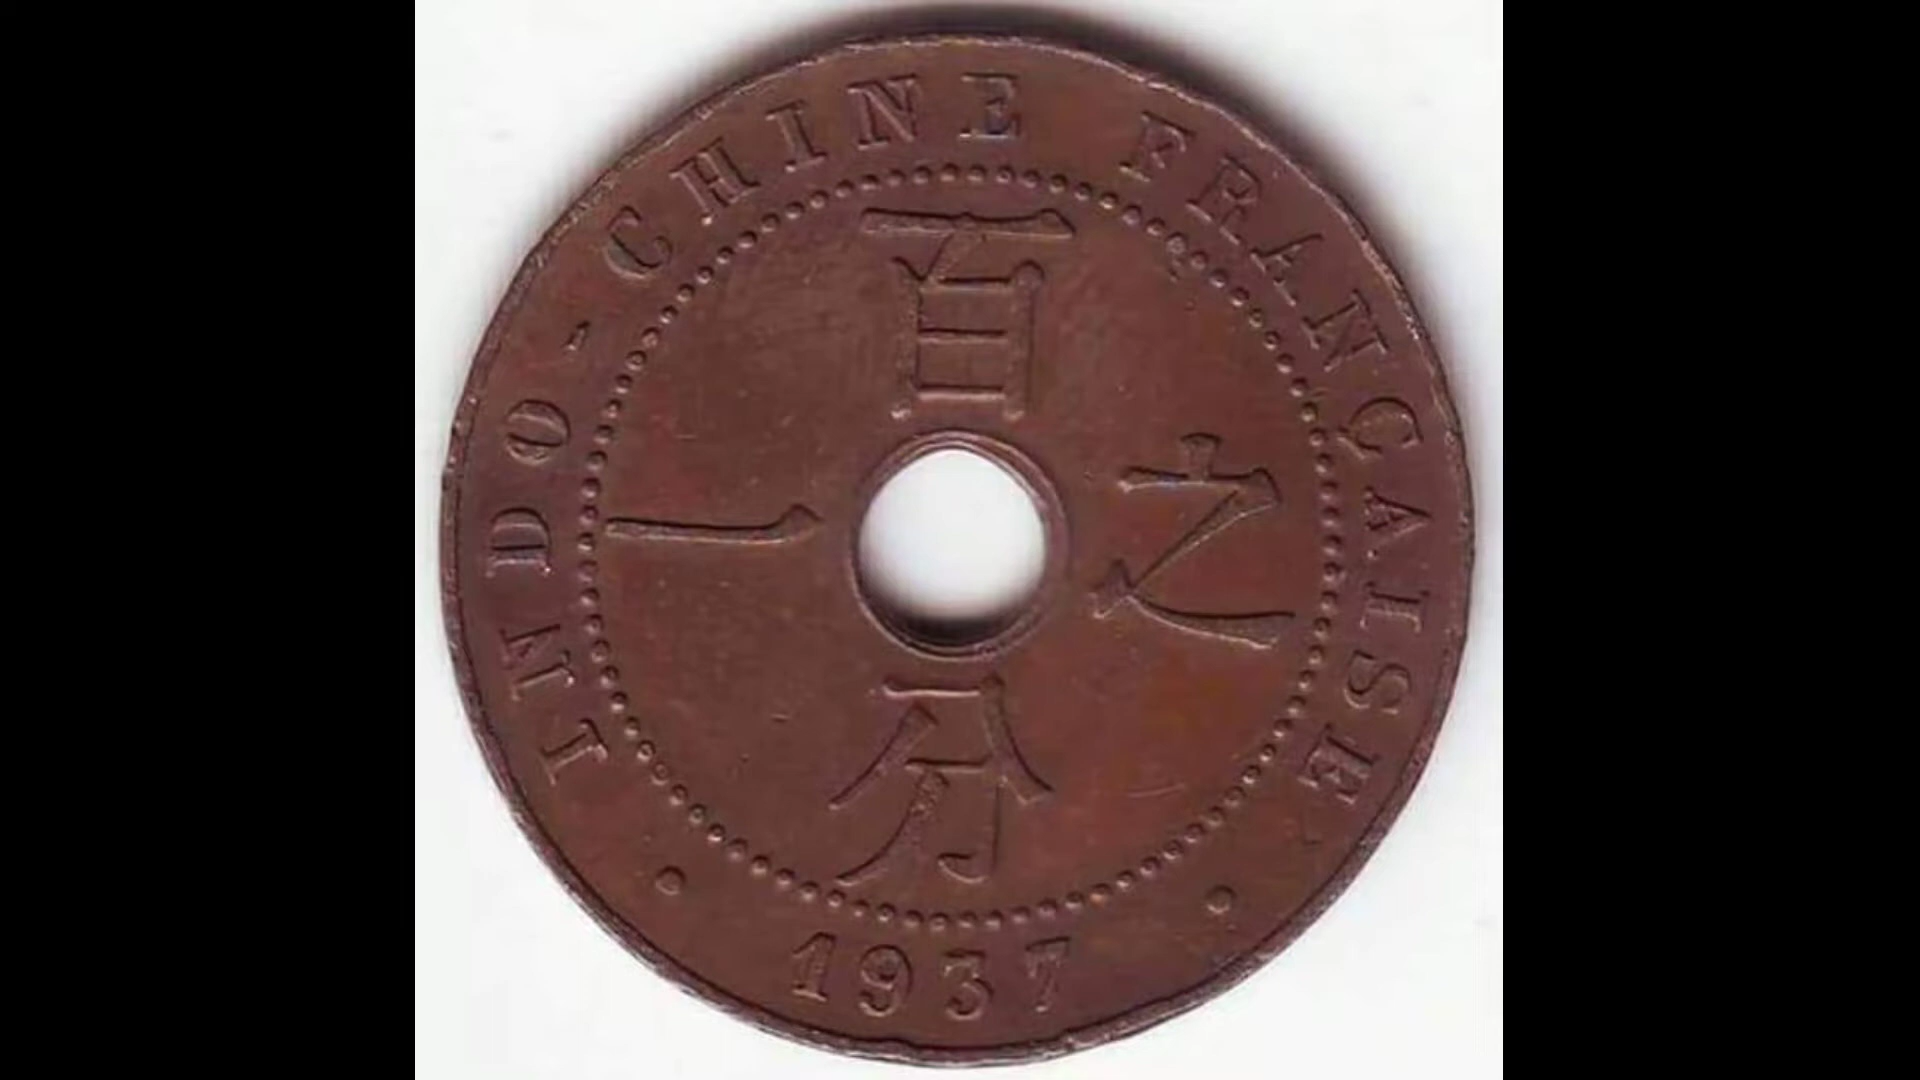 INDO-CHINE FRANÇAISE
百
之
分
一
• 1937 •